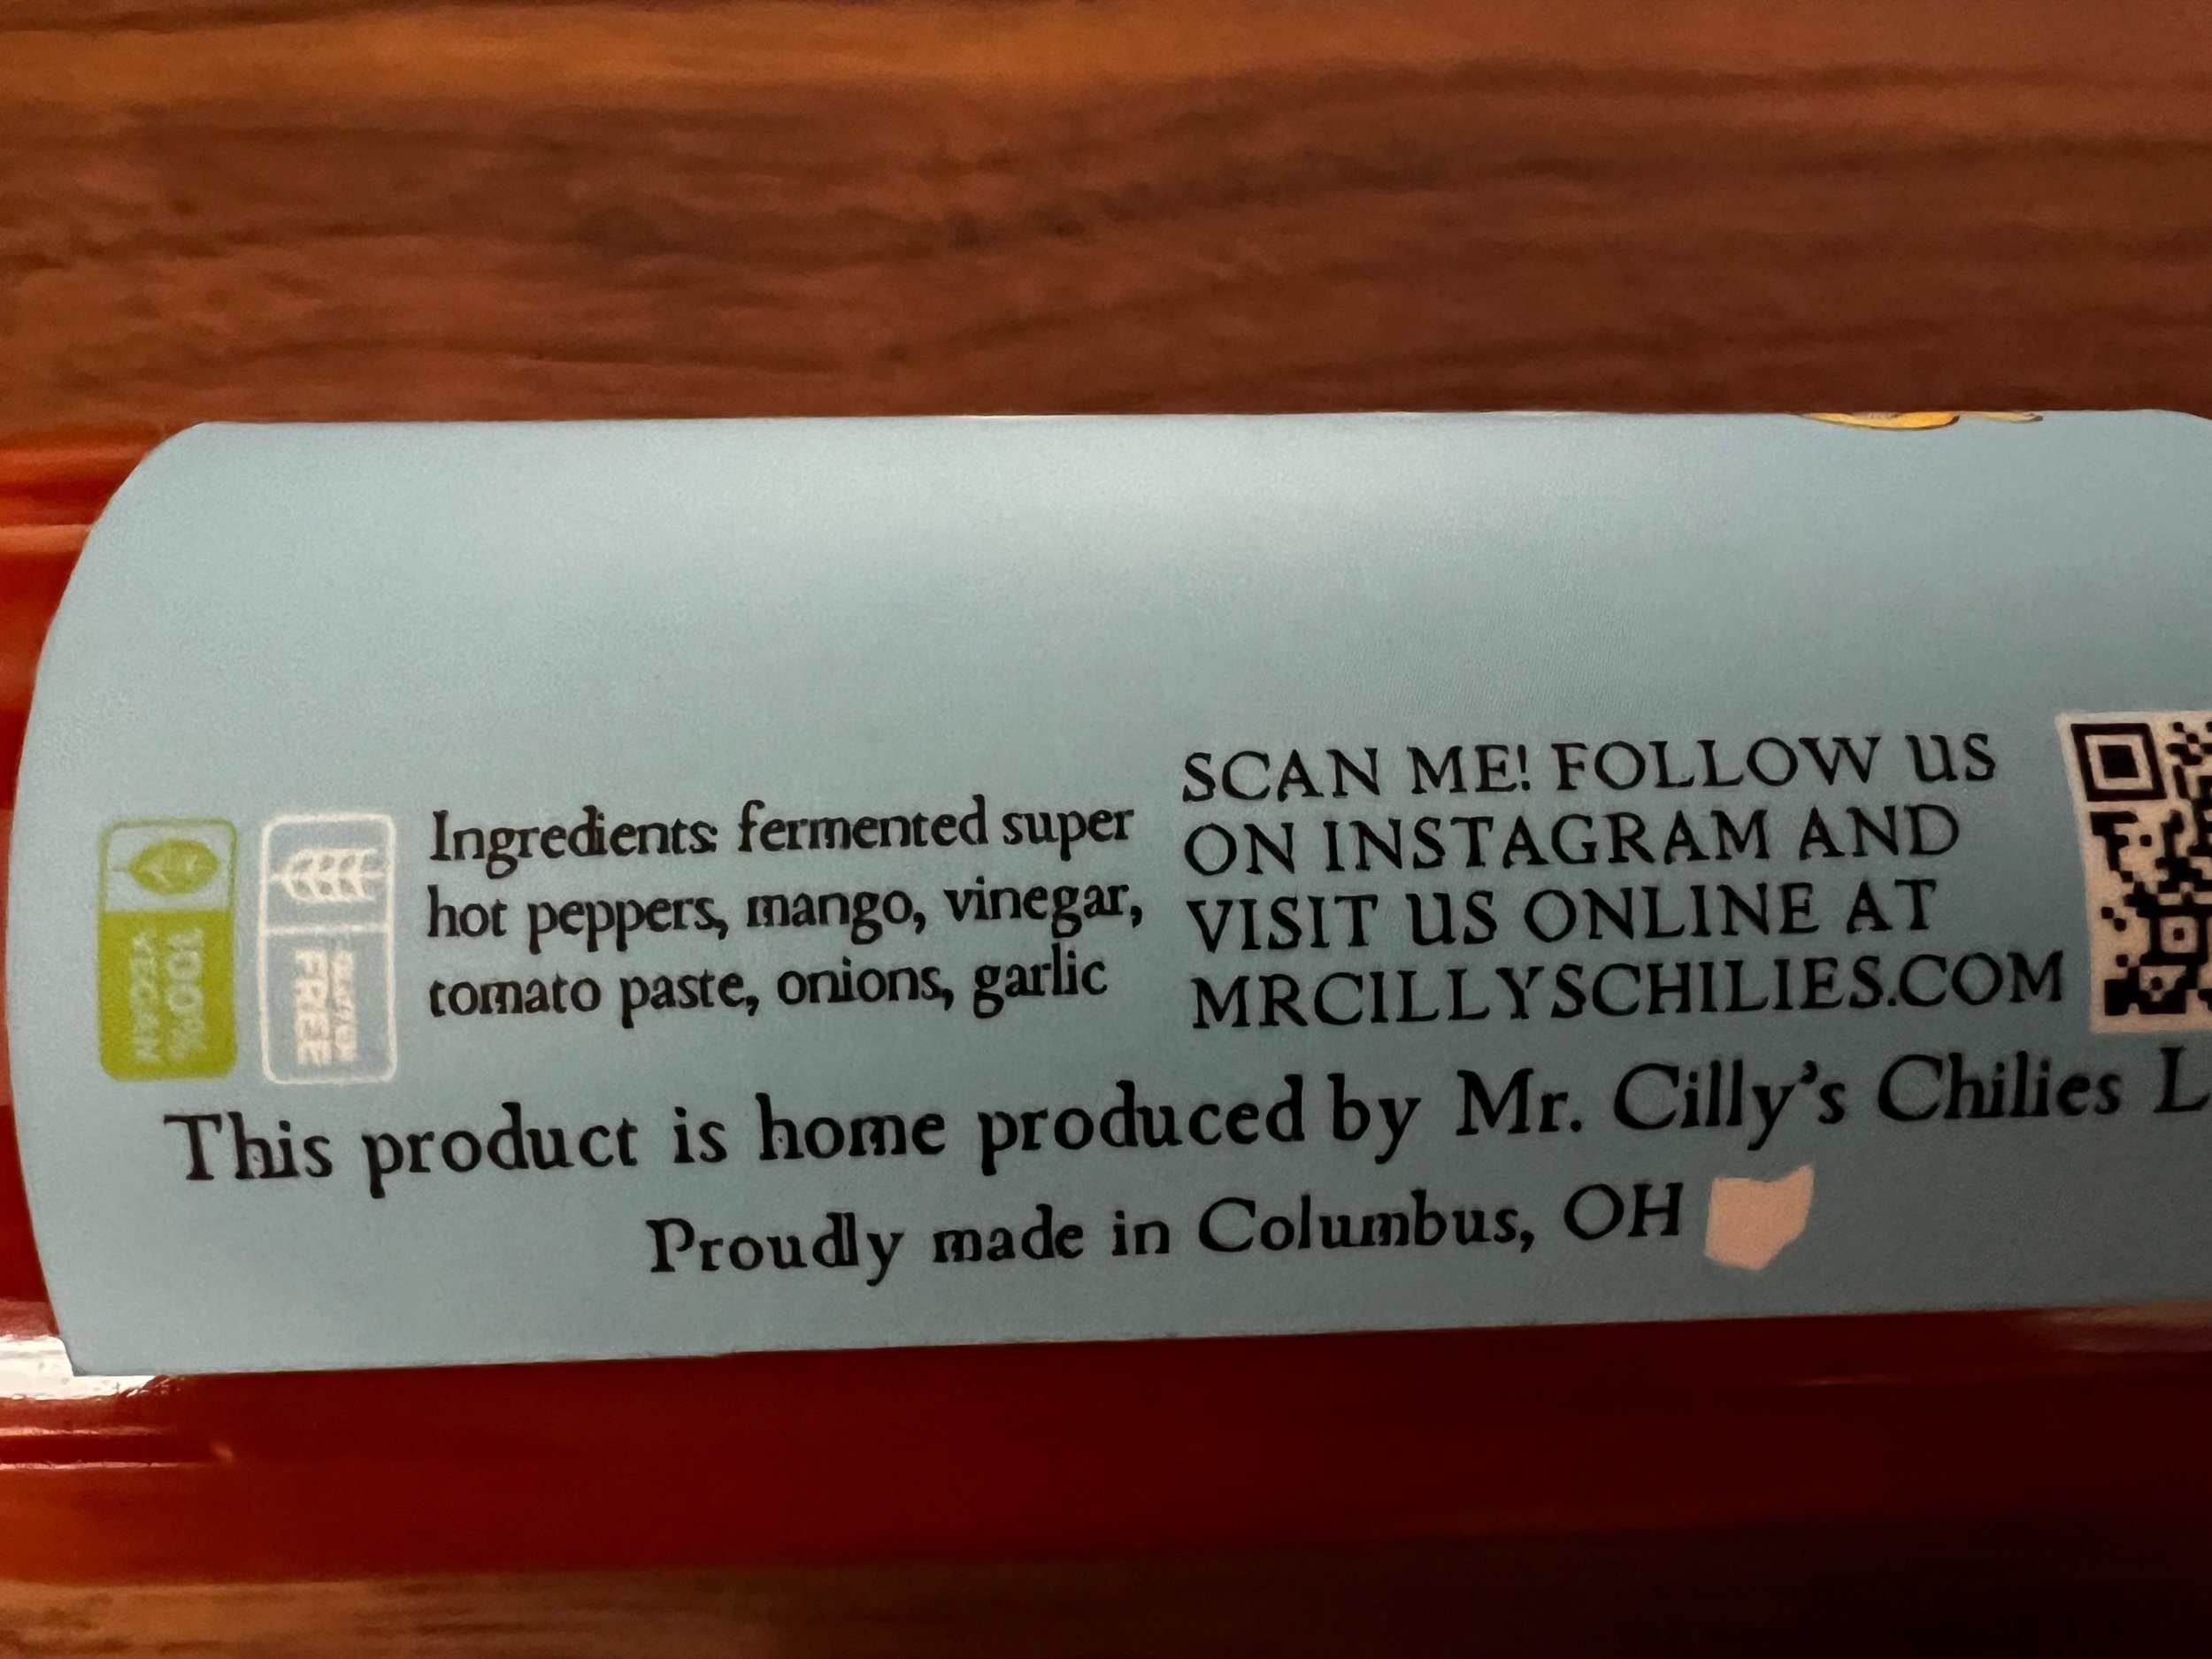 100%
VEGAN
GLUTEN
FREE
Ingredients: fermented super
hot peppers, mango, vinegar,
tomato paste, onions, garlic
SCAN ME! FOLLOW US
ON INSTAGRAM AND
VISIT US ONLINE AT
MRCILLYSCHILIES.COM
This product is home produced by Mr. Cilly's Chilies L
Proudly made in Columbus, OH